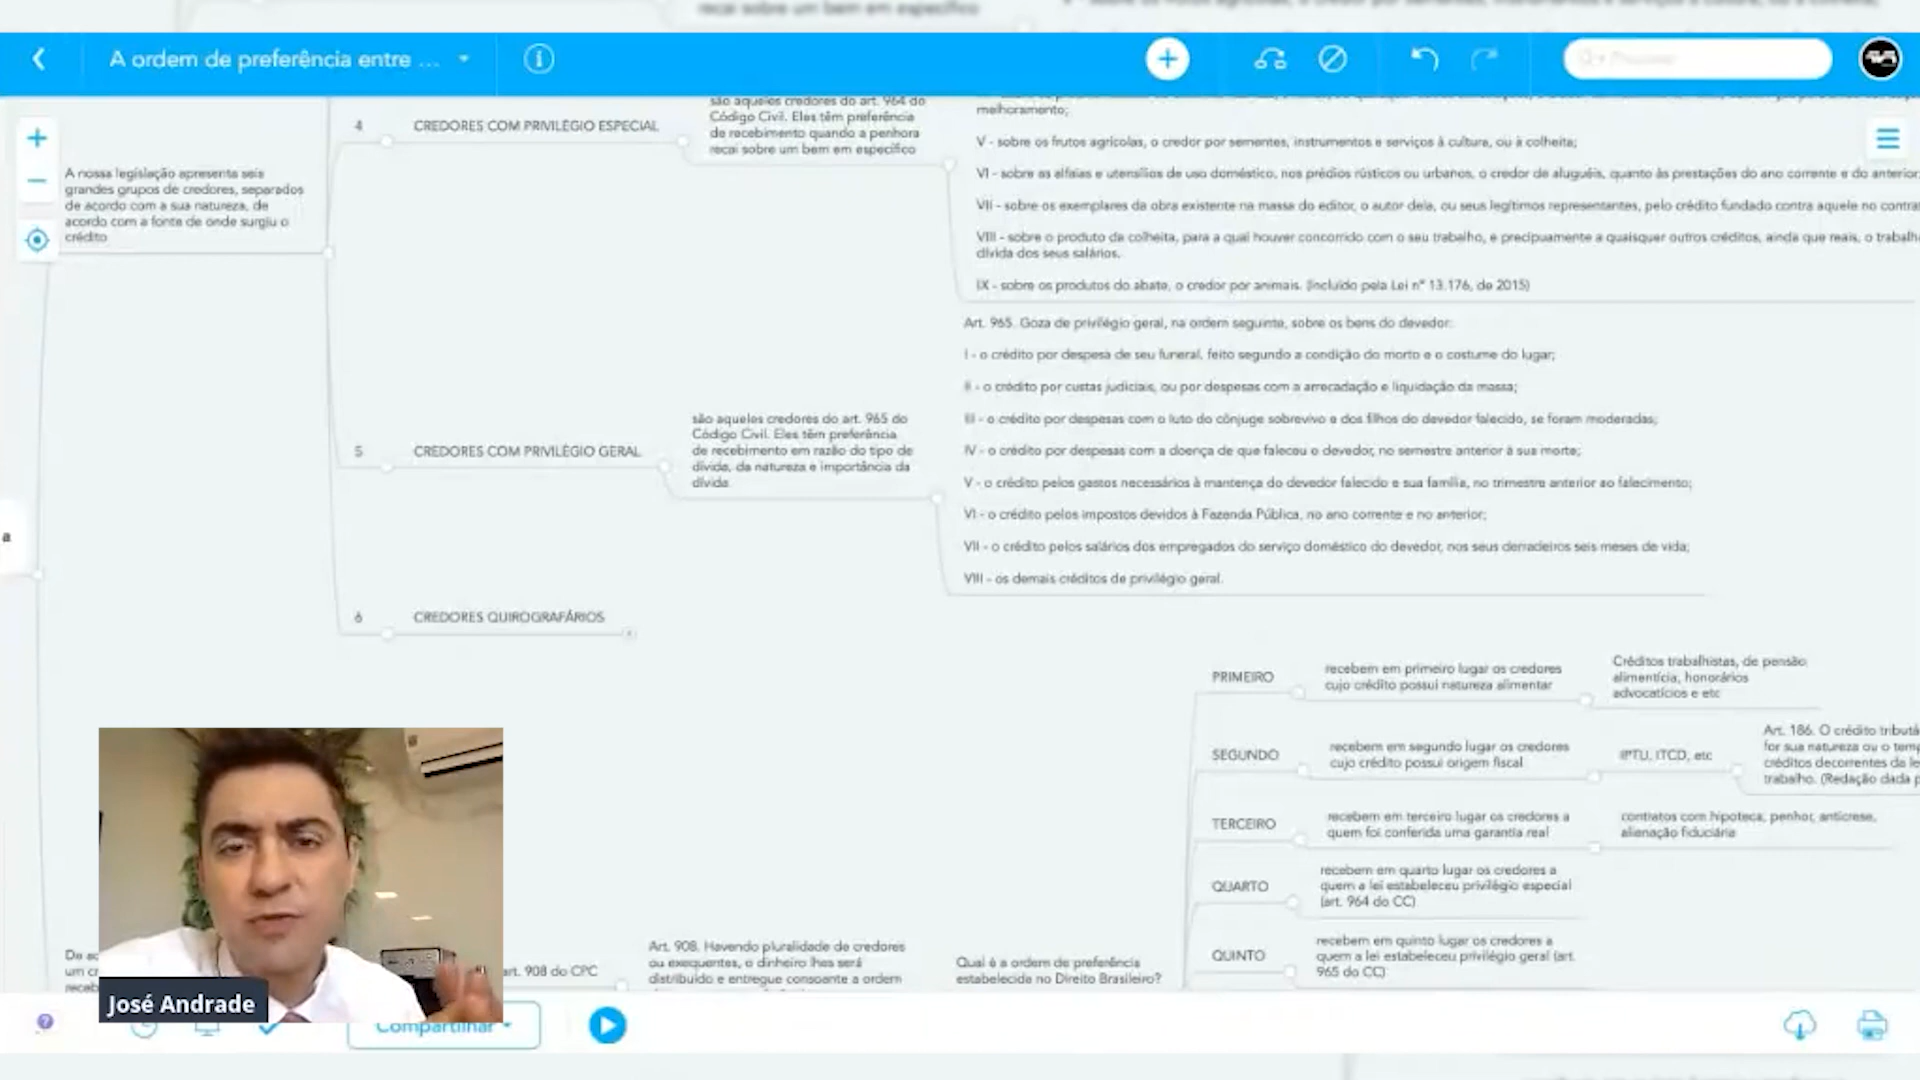 recai sobre um bem em específico
A ordem de preferência entre ...
4
CREDORES COM PRIVILÉGIO ESPECIAL
são aqueles credores do art. 964 do
Código Civil. Eles têm preferência
de recebimento quando a penhora
recai sobre um bem em específico
melhoramento;
V - sobre os frutos agrícolas, o credor por sementes, instrumentos e serviços à cultura, ou à colheita;
VI - sobre as alfaias e utensílios de uso doméstico, nos prédios rústicos ou urbanos, o credor de aluguéis, quanto às prestações do ano corrente e do anterior;
VII - sobre os exemplares da obra existente na massa do editor, o autor dela, ou seus legítimos representantes, pelo crédito fundado contra aquele no contra
VIII - sobre o produto da colheita, para a qual houver concorrido com o seu trabalho, e precipuamente a quaisquer outros créditos, ainda que reais, o trabalh
dívida dos seus salários.
IX - sobre os produtos do abate, o credor por animais. (Incluído pela Lei nº 13.176, de 2015)
A nossa legislação apresenta seis
grandes grupos de credores, separados
de acordo com a sua natureza, de
acordo com a fonte de onde surgiu o
crédito
5
CREDORES COM PRIVILÉGIO GERAL
são aqueles credores do art. 965 do
Código Civil. Eles têm preferência
de recebimento em razão do tipo de
dívida, da natureza e importância da
dívida
Art. 965. Goza de privilégio geral, na ordem seguinte, sobre os bens do devedor:
I - o crédito por despesa de seu funeral, feito segundo a condição do morto e o costume do lugar;
II - o crédito por custas judiciais, ou por despesas com a arrecadação e liquidação da massa;
III - o crédito por despesas com o luto do cônjuge sobrevivo e dos filhos do devedor falecido, se foram moderadas;
IV - o crédito por despesas com a doença de que faleceu o devedor, no semestre anterior à sua morte;
V - o crédito pelos gastos necessários à mantença do devedor falecido e sua família, no trimestre anterior ao falecimento;
VI - o crédito pelos impostos devidos à Fazenda Pública, no ano corrente e no anterior;
VII - o crédito pelos salários dos empregados do serviço doméstico do devedor, nos seus derradeiros seis meses de vida;
VIII - os demais créditos de privilégio geral.
a
6
CREDORES QUIROGRAFÁRIOS
PRIMEIRO
recebem em primeiro lugar os credores
cujo crédito possui natureza alimentar
Créditos trabalhistas, de pensão
alimentícia, honorários
advocatícios e etc
SEGUNDO
recebem em segundo lugar os credores
cujo crédito possui origem fiscal
IPTU, ITCD, etc
Art. 186. O crédito tributá
for sua natureza ou o temp
créditos decorrentes da le
trabalho. (Redação dada p
TERCEIRO
recebem em terceiro lugar os credores a
quem foi conferida uma garantia real
contratos com hipoteca, penhor, anticrese,
alienação fiduciária
QUARTO
recebem em quarto lugar os credores a
quem a lei estabeleceu privilégio especial
(art. 964 do CC)
QUINTO
recebem em quinto lugar os credores a
quem a lei estabeleceu privilégio geral (art.
965 do CC)
De ac
um cr
receb
art. 908 do CPC
Art. 908. Havendo pluralidade de credores
ou exequentes, o dinheiro lhes será
distribuído e entregue consoante a ordem
Qual é a ordem de preferência
estabelecida no Direito Brasileiro?
José Andrade
Compartilhar